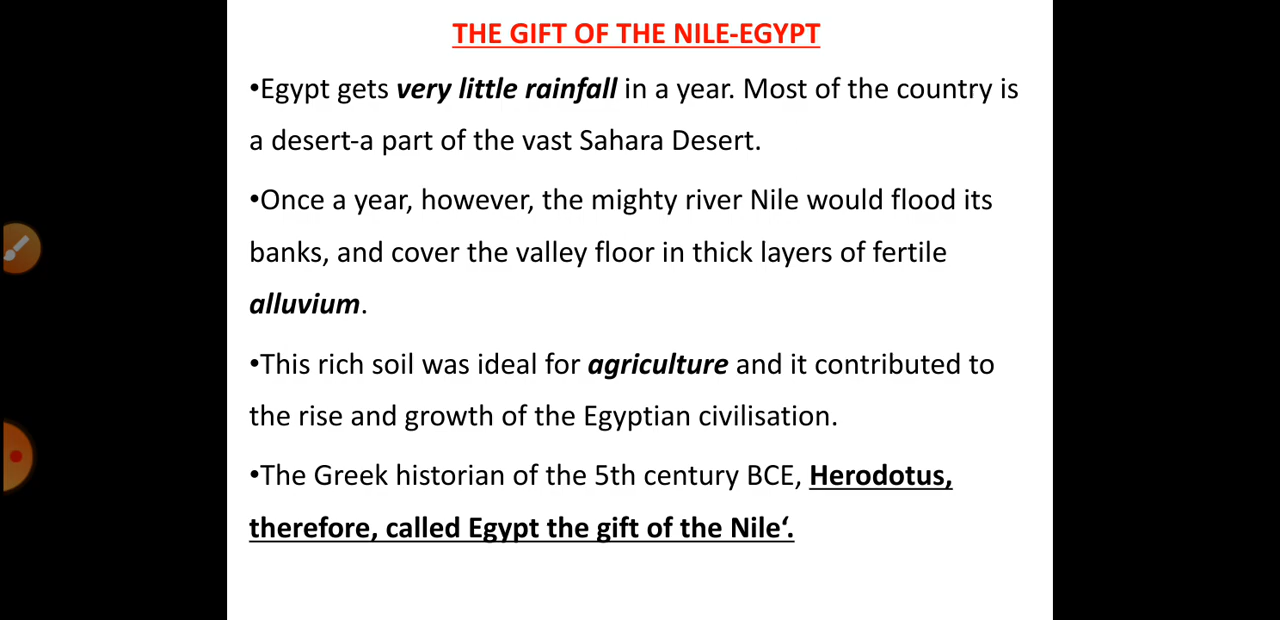 THE GIFT OF THE NILE-EGYPT
•Egypt gets very little rainfall in a year. Most of the country is
a desert-a part of the vast Sahara Desert.
•Once a year, however, the mighty river Nile would flood its
banks, and cover the valley floor in thick layers of fertile
alluvium.
•This rich soil was ideal for agriculture and it contributed to
the rise and growth of the Egyptian civilisation.
•The Greek historian of the 5th century BCE, Herodotus,
therefore, called Egypt the gift of the Nile‘.